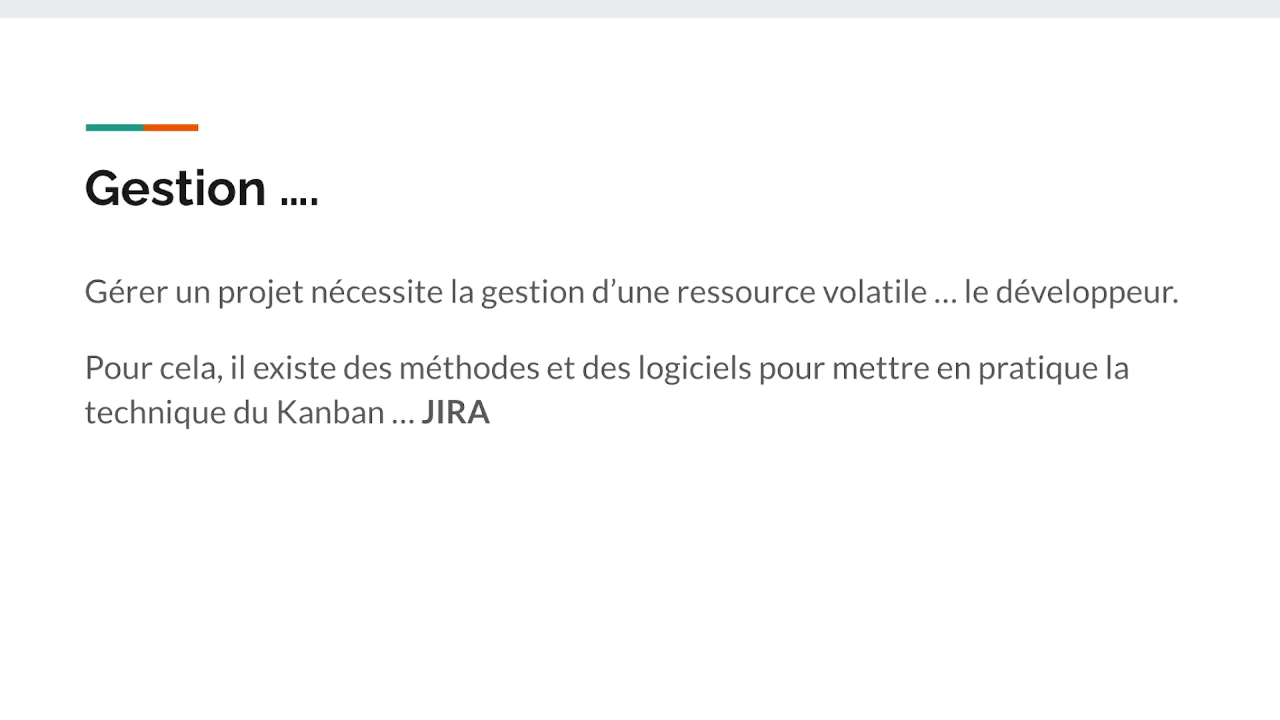 Gestion ....
Gérer un projet nécessite la gestion d’une ressource volatile … le développeur.
Pour cela, il existe des méthodes et des logiciels pour mettre en pratique la
technique du Kanban … JIRA